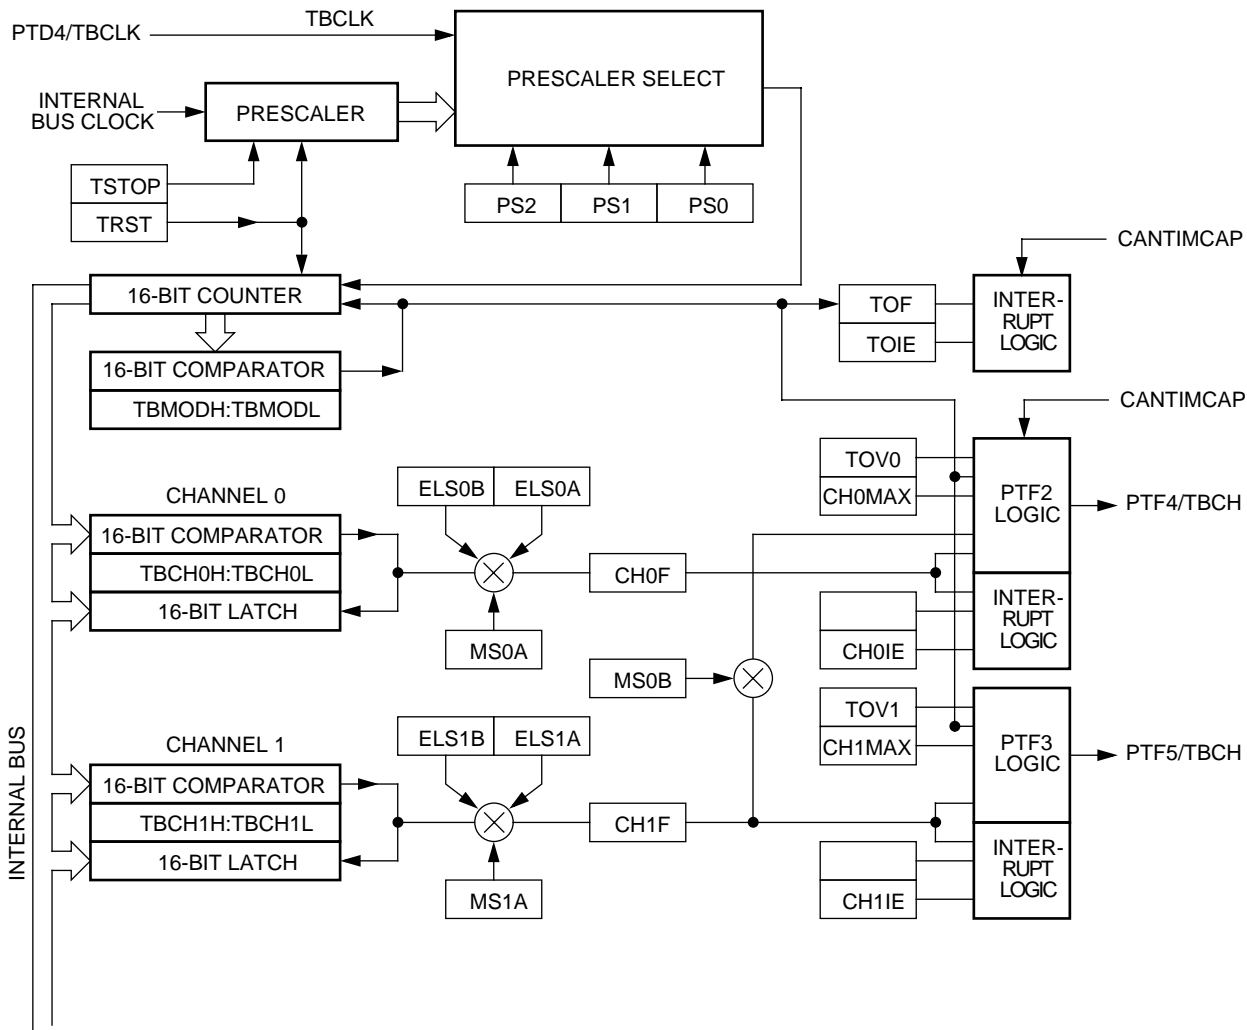 TBCLK
PTD4/TBCLK
PRESCALER SELECT
INTERNAL
BUS CLOCK
PRESCALER
TSTOP
TRST
PS2
PS1
PS0
CANTIMCAP
16-BIT COUNTER
TOF
TOIE
INTER-
RUPT
LOGIC
16-BIT COMPARATOR
TBMODH:TBMODL
CANTIMCAP
TOV0
CH0MAX
PTF2
LOGIC
PTF4/TBCH
CHANNEL 0
ELS0B
ELS0A
16-BIT COMPARATOR
TBCH0H:TBCH0L
16-BIT LATCH
CH0F
MS0A
INTER-
RUPT
LOGIC
CH0IE
MS0B
TOV1
CH1MAX
PTF3
LOGIC
PTF5/TBCH
CHANNEL 1
ELS1B
ELS1A
16-BIT COMPARATOR
TBCH1H:TBCH1L
16-BIT LATCH
CH1F
MS1A
INTER-
RUPT
LOGIC
CH1IE
INTERNAL BUS